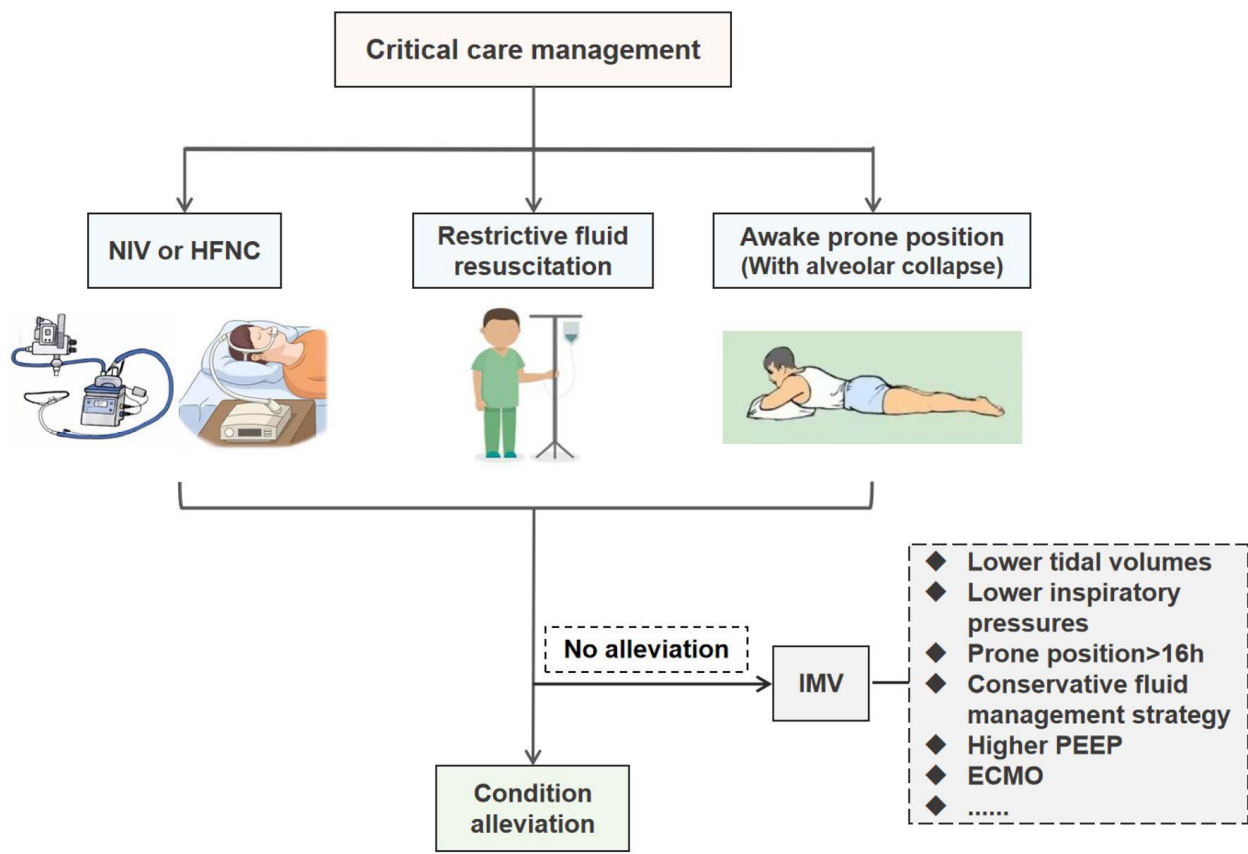 Critical care management
NIV or HFNC
Restrictive fluid
resuscitation
Awake prone position
(With alveolar collapse)
No alleviation
IMV
◆ Lower tidal volumes
◆ Lower inspiratory
pressures
◆ Prone position>16h
◆ Conservative fluid
management strategy
◆ Higher PEEP
◆ ECMO
◆ ......
Condition
alleviation